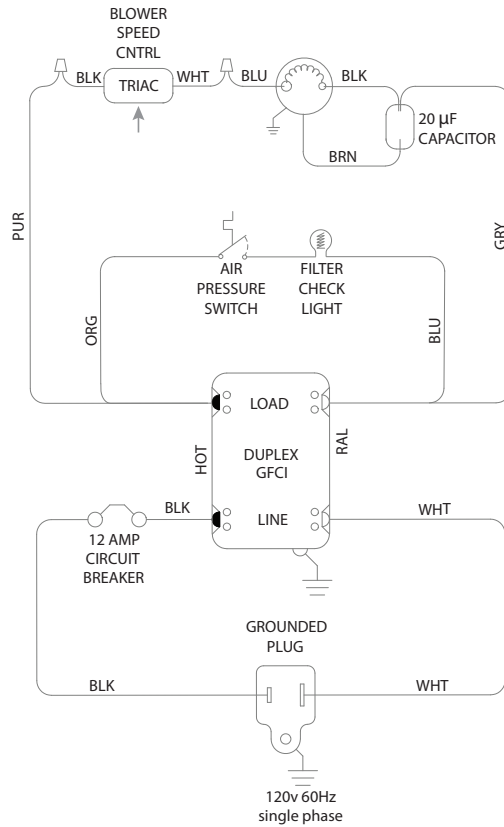 BLOWER
SPEED
CNTRL
BLK
TRIAC
WHT
BLU
BLK
20 µF
CAPACITOR
BRN
PUR
GRY
AIR
PRESSURE
SWITCH
FILTER
CHECK
LIGHT
ORG
BLU
LOAD
HOT
DUPLEX
GFCI
RAL
BLK
LINE
WHT
12 AMP
CIRCUIT
BREAKER
GROUNDED
PLUG
BLK
WHT
120v 60Hz
single phase